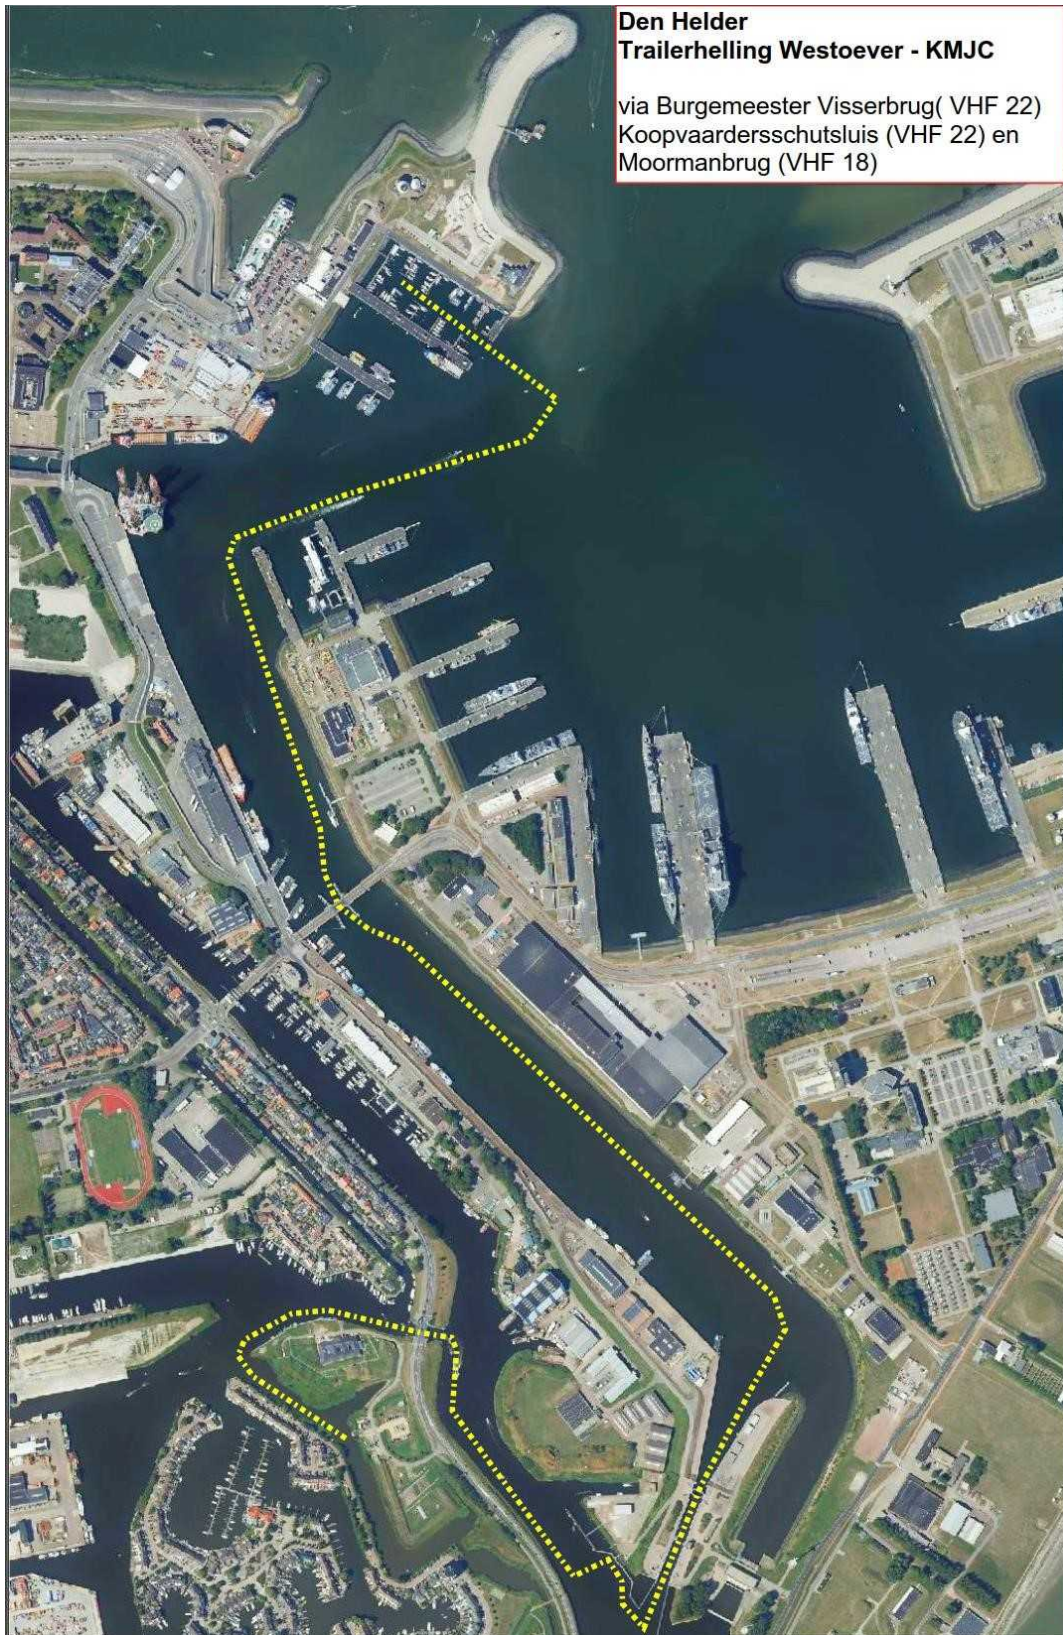 Den Helder
Trailerhelling Westoever - KMJC
via Burgemeester Visserbrug( VHF 22)
Koopvaardersschutsluis (VHF 22) en
Moormanbrug (VHF 18)